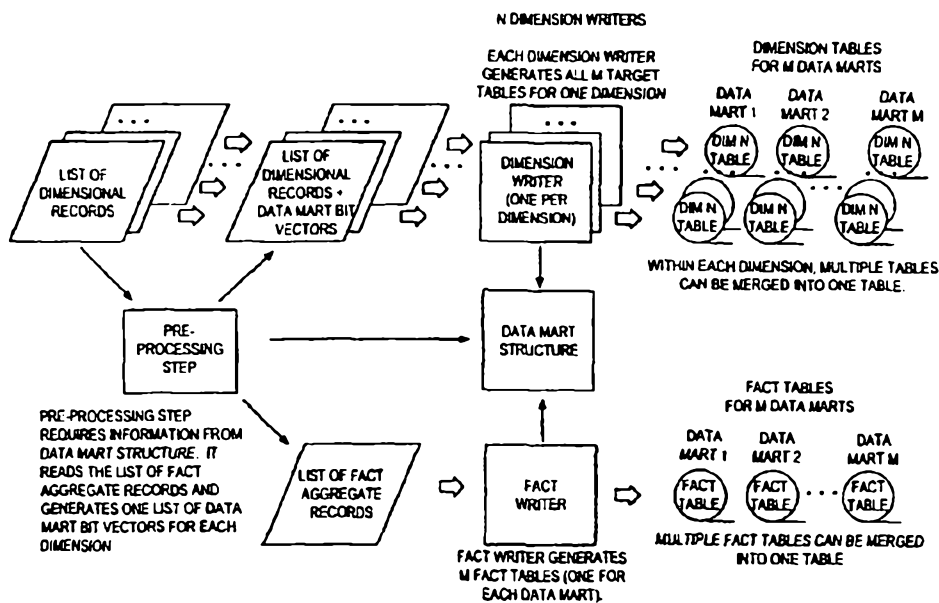 N DIMENSION WRITERS
EACH DIMENSION WRITER
GENERATES ALL M TARGET
TABLES FOR ONE DIMENSION
DIMENSION TABLES
FOR M DATA MARTS
DATA
MART 1
DATA
MART 2
DATA
MART M
DIM N
TABLE
DIM N
TABLE
DIM N
TABLE
DIM N
TABLE
DIM N
TABLE
DIM N
TABLE
LIST OF
DIMENSIONAL
RECORDS
LIST OF
DIMENSIONAL
RECORDS +
DATA MART BIT
VECTORS
DIMENSION
WRITER
(ONE PER
DIMENSION)
WITHIN EACH DIMENSION, MULTIPLE TABLES
CAN BE MERGED INTO ONE TABLE.
PRE-
PROCESSING
STEP
DATA MART
STRUCTURE
PRE-PROCESSING STEP
REQUIRES INFORMATION FROM
DATA MART STRUCTURE. IT
READS THE LIST OF FACT
AGGREGATE RECORDS AND
GENERATES ONE LIST OF DATA
MART BIT VECTORS FOR EACH
DIMENSION
LIST OF FACT
AGGREGATE
RECORDS
FACT
WRITER
FACT WRITER GENERATES
M FACT TABLES (ONE FOR
EACH DATA MART).
FACT TABLES
FOR M DATA MARTS
DATA
MART 1
DATA
MART 2
DATA
MART M
FACT
TABLE
FACT
TABLE
FACT
TABLE
MULTIPLE FACT TABLES CAN BE MERGED
INTO ONE TABLE